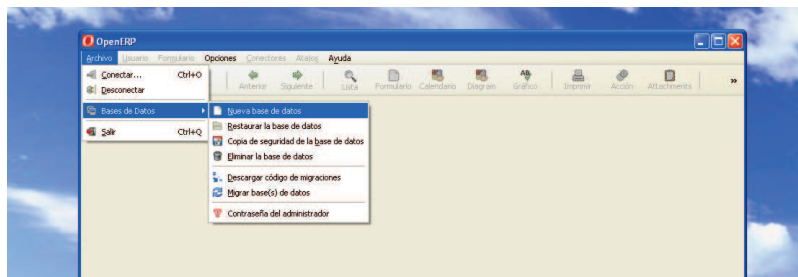 OpenERP
Archivo Usuario Formulario Opciones Conectores Atajos Ayuda
Conectar... Ctrl+O
Desconectar
Bases de Datos
Salir Ctrl+Q
Anterior Siguiente Lista Formulario Calendario Diagram Gráfico Imprimir Acción Attachments »
Nueva base de datos
Restaurar la base de datos
Copia de seguridad de la base de datos
Eliminar la base de datos
Descargar código de migraciones
Migrar base(s) de datos
Contraseña del administrador